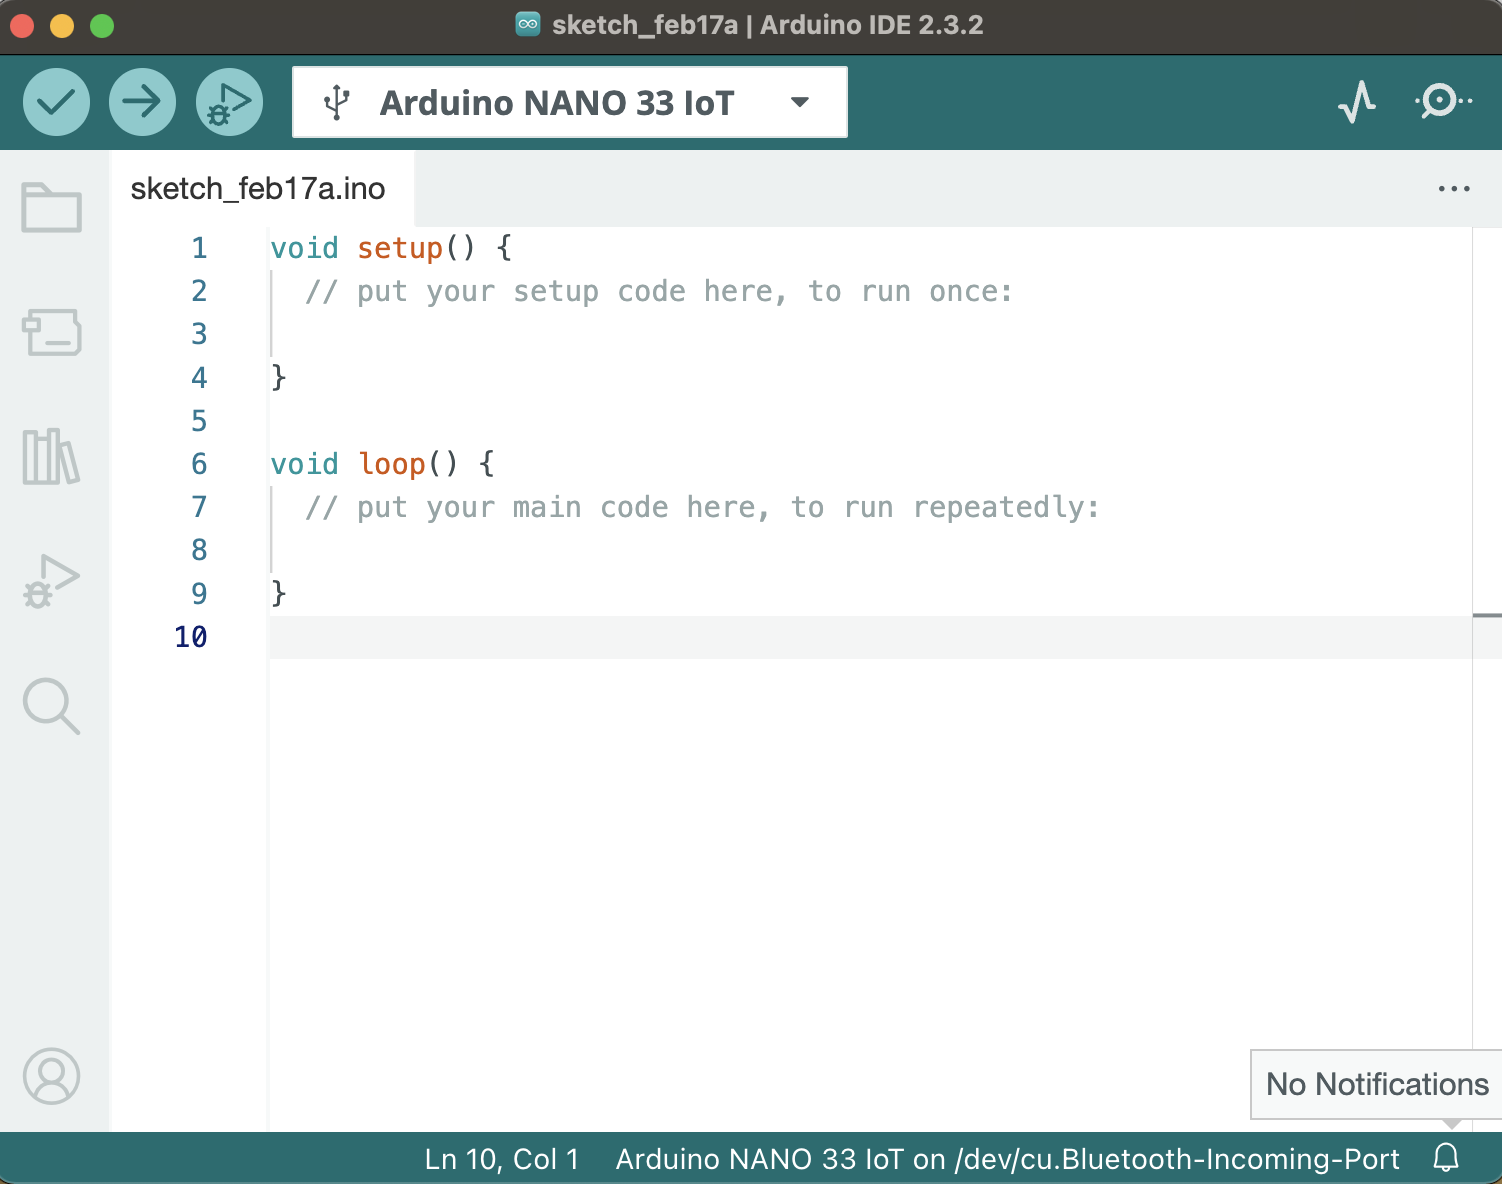 sketch_feb17a | Arduino IDE 2.3.2
Arduino NANO 33 IoT
sketch_feb17a.ino
1 void setup() {
2   // put your setup code here, to run once:
3
4 }
5
6 void loop() {
7   // put your main code here, to run repeatedly:
8
9 }
10
No Notifications
Ln 10, Col 1 Arduino NANO 33 IoT on /dev/cu.Bluetooth-Incoming-Port